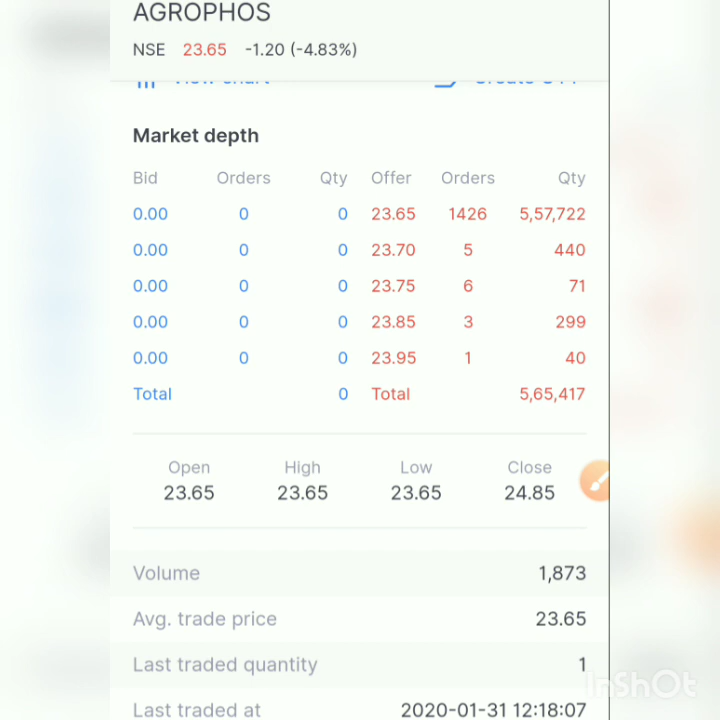 AGROPHOS
NSE 23.65 -1.20 (-4.83%)
Market depth
Bid Orders Qty Offer Orders Qty
0.00 0 0 23.65 1426 5,57,722
0.00 0 0 23.70 5 440
0.00 0 0 23.75 6 71
0.00 0 0 23.85 3 299
0.00 0 0 23.95 1 40
Total 0 Total 5,65,417
Open High Low Close
23.65 23.65 23.65 24.85
Volume 1,873
Avg. trade price 23.65
Last traded quantity 1
InShOt
Last traded at 2020-01-31 12:18:07